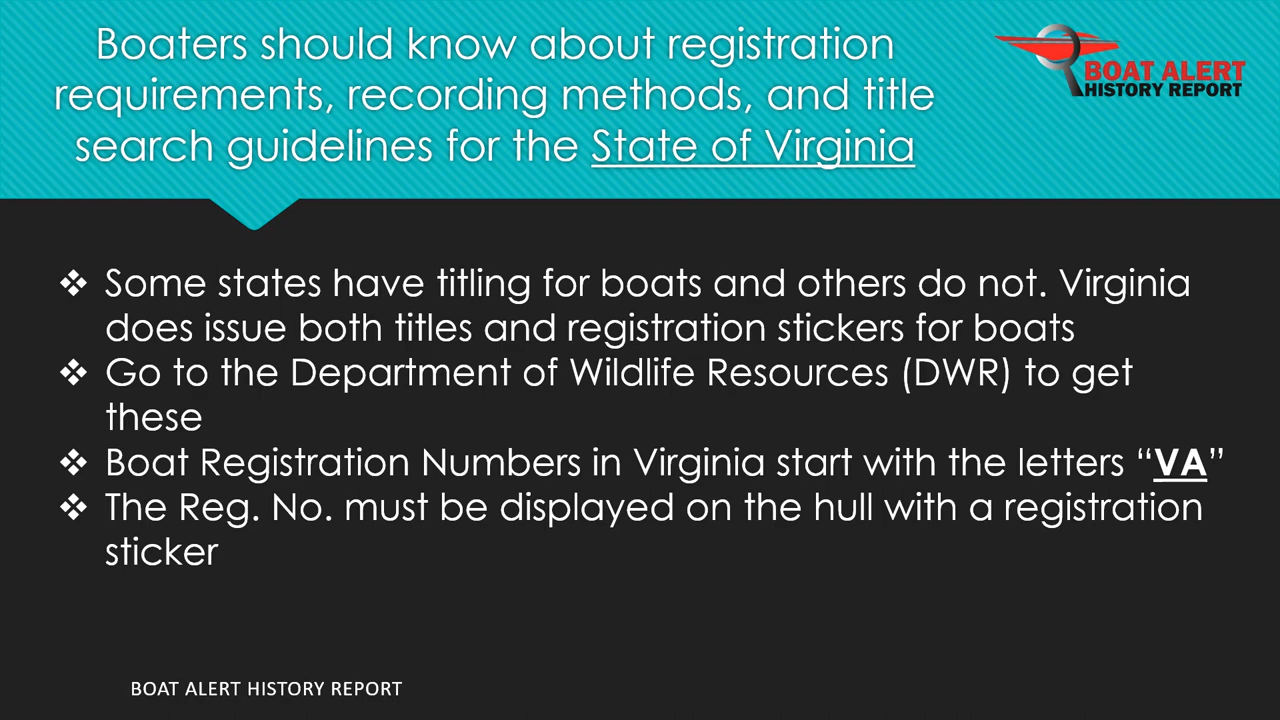 Boaters should know about registration
requirements, recording methods, and title
search guidelines for the State of Virginia
BOAT ALERT
HISTORY REPORT
❖ Some states have titling for boats and others do not. Virginia
does issue both titles and registration stickers for boats
❖ Go to the Department of Wildlife Resources (DWR) to get
these
❖ Boat Registration Numbers in Virginia start with the letters “VA”
❖ The Reg. No. must be displayed on the hull with a registration
sticker
BOAT ALERT HISTORY REPORT